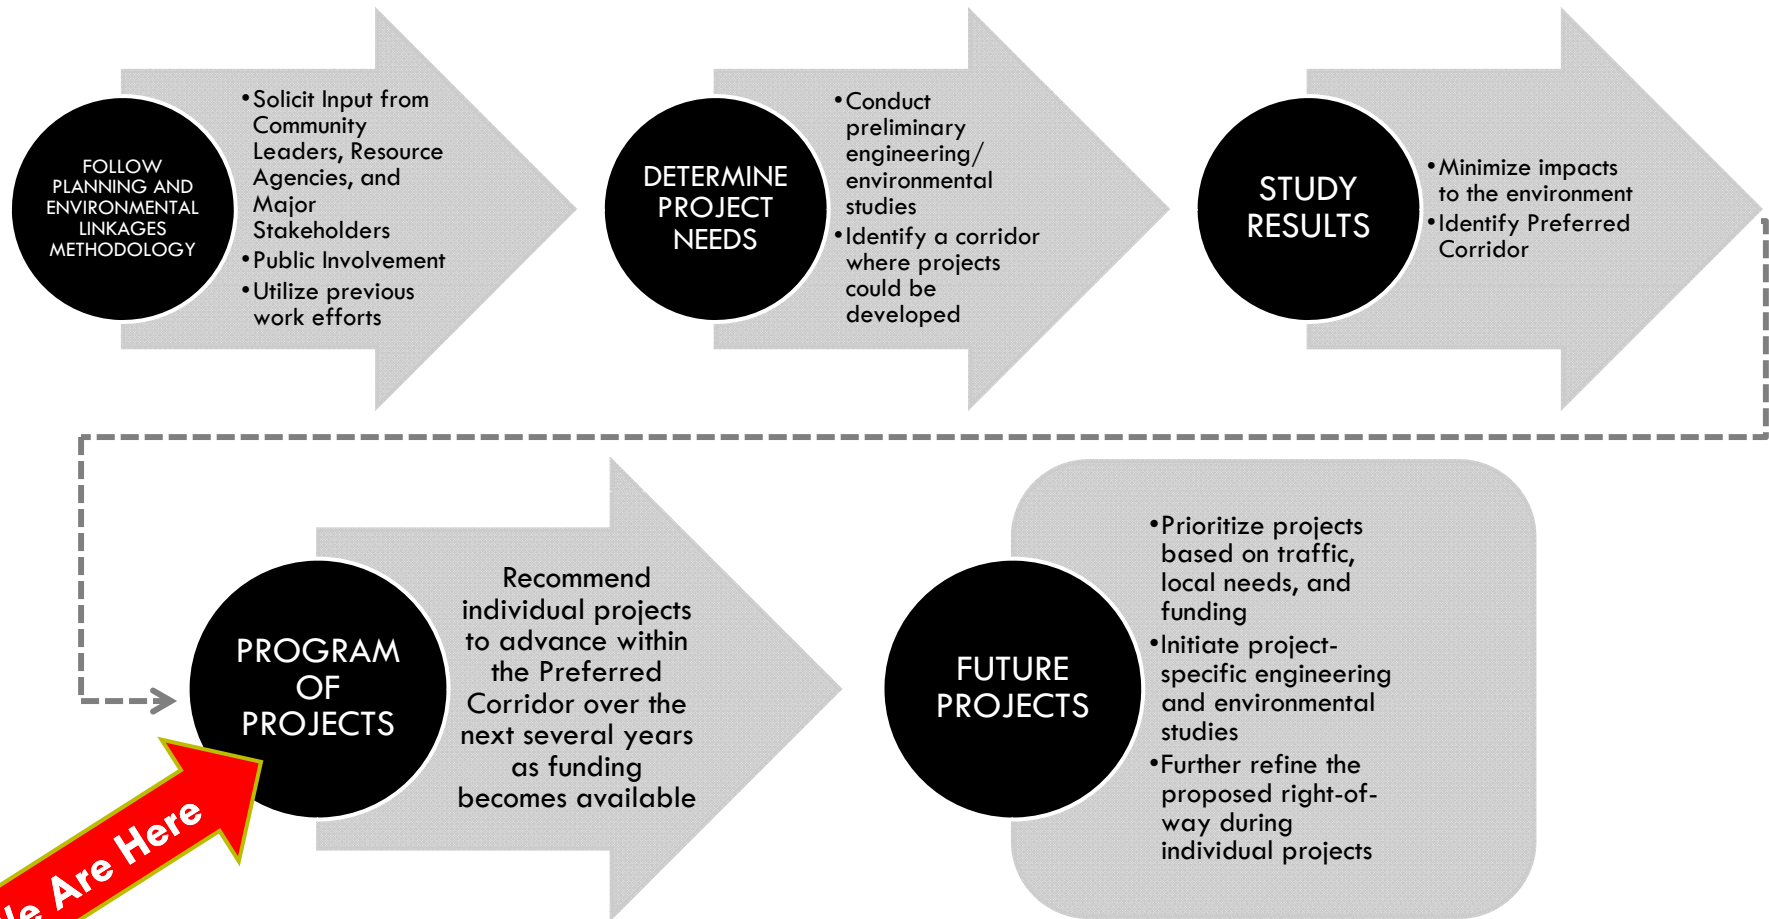 FOLLOW
PLANNING AND
ENVIRONMENTAL
LINKAGES
METHODOLOGY
•Solicit Input from
Community
Leaders, Resource
Agencies, and
Major
Stakeholders
•Public Involvement
•Utilize previous
work efforts
DETERMINE
PROJECT
NEEDS
•Conduct
preliminary
engineering/
environmental
studies
•Identify a corridor
where projects
could be
developed
STUDY
RESULTS
•Minimize impacts
to the environment
•Identify Preferred
Corridor
PROGRAM
OF
PROJECTS
Recommend
individual projects
to advance within
the Preferred
Corridor over the
next several years
as funding
becomes available
FUTURE
PROJECTS
•Prioritize projects
based on traffic,
local needs, and
funding
•Initiate project-
specific engineering
and environmental
studies
•Further refine the
proposed right-of-
way during
individual projects
We Are Here